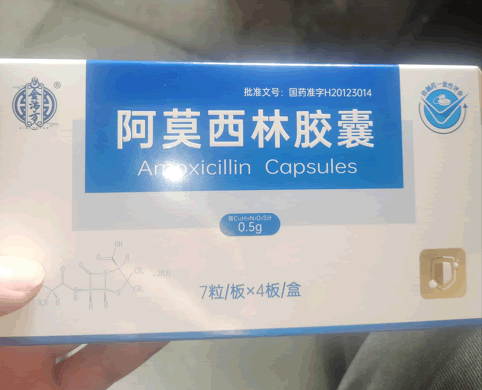 批准文号：国药准字H20123014
阿莫西林胶囊
Amoxicillin Capsules
0.5g
7粒/板×4板/盒